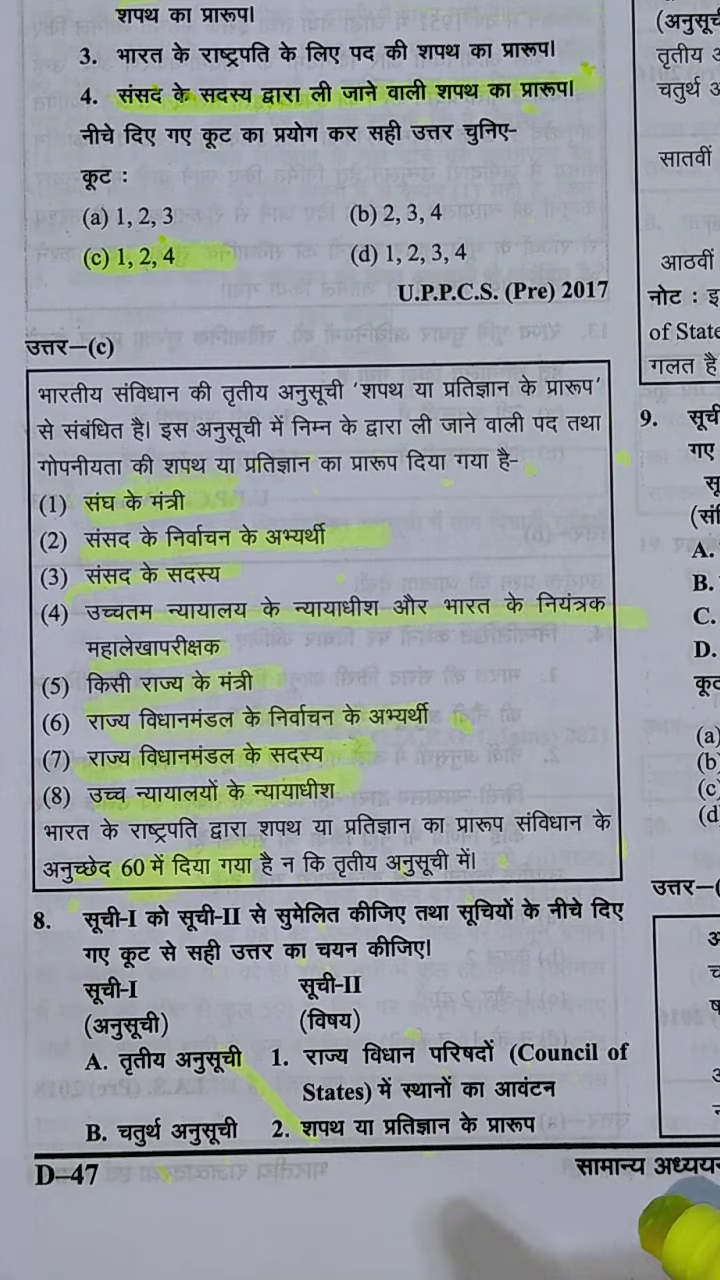 शपथ का प्रारूप।
3. भारत के राष्ट्रपति के लिए पद की शपथ का प्रारूप।
4. संसद के सदस्य द्वारा ली जाने वाली शपथ का प्रारूप।
नीचे दिए गए कूट का प्रयोग कर सही उत्तर चुनिए-
कूट :
(a) 1, 2, 3 (b) 2, 3, 4
(c) 1, 2, 4 (d) 1, 2, 3, 4
U.P.P.C.S. (Pre) 2017
उत्तर—(c)
भारतीय संविधान की तृतीय अनुसूची 'शपथ या प्रतिज्ञान के प्रारूप'
से संबंधित है। इस अनुसूची में निम्न के द्वारा ली जाने वाली पद तथा
गोपनीयता की शपथ या प्रतिज्ञान का प्रारूप दिया गया है-
(1) संघ के मंत्री
(2) संसद के निर्वाचन के अभ्यर्थी
(3) संसद के सदस्य
(4) उच्चतम न्यायालय के न्यायाधीश और भारत के नियंत्रक
महालेखापरीक्षक
(5) किसी राज्य के मंत्री
(6) राज्य विधानमंडल के निर्वाचन के अभ्यर्थी
(7) राज्य विधानमंडल के सदस्य
(8) उच्च न्यायालयों के न्यायाधीश
भारत के राष्ट्रपति द्वारा शपथ या प्रतिज्ञान का प्रारूप संविधान के
अनुच्छेद 60 में दिया गया है न कि तृतीय अनुसूची में।
8. सूची-I को सूची-II से सुमेलित कीजिए तथा सूचियों के नीचे दिए
गए कूट से सही उत्तर का चयन कीजिए।
सूची-I सूची-II
(अनुसूची) (विषय)
A. तृतीय अनुसूची 1. राज्य विधान परिषदों (Council of
States) में स्थानों का आवंटन
B. चतुर्थ अनुसूची 2. शपथ या प्रतिज्ञान के प्रारूप
D–47
सामान्य अध्ययन
(अनुसूच
तृतीय
चतुर्थ
सातवीं
आठवीं
नोट : इ
of State
गलत है
9. सूची
गए
सू
(सं
A.
B.
C.
D.
कूट
(a)
(b)
(c)
(d
उत्तर—(